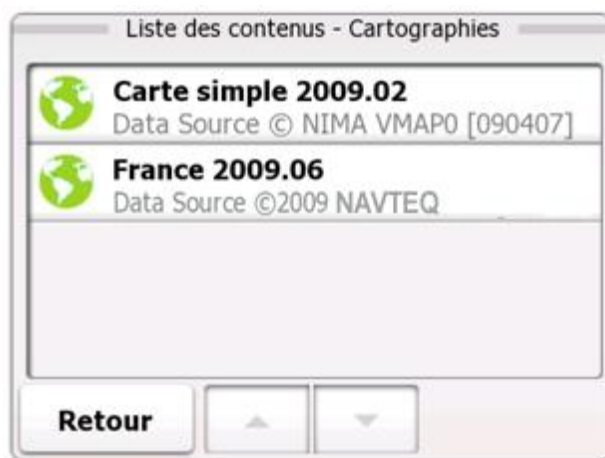 Liste des contenus - Cartographies
Carte simple 2009.02
Data Source © NIMA VMAP0 [090407]
France 2009.06
Data Source ©2009 NAVTEQ
Retour